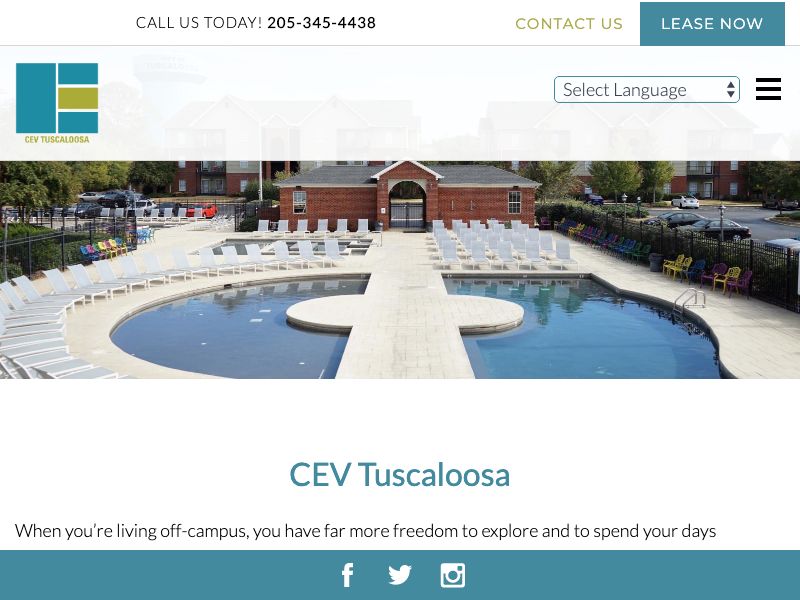 CALL US TODAY! 205-345-4438
CONTACT US
LEASE NOW
Select Language
CEV TUSCALOOSA
CEV Tuscaloosa
When you’re living off-campus, you have far more freedom to explore and to spend your days